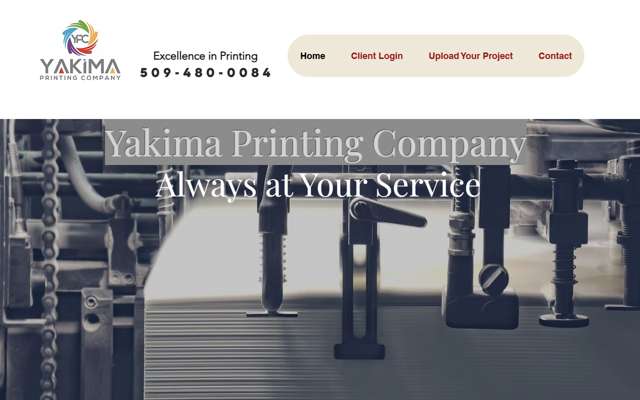 YPC
YAKIMA
PRINTING COMPANY
Excellence in Printing
509-480-0084
Home
Client Login
Upload Your Project
Contact
Yakima Printing Company
Always at Your Service